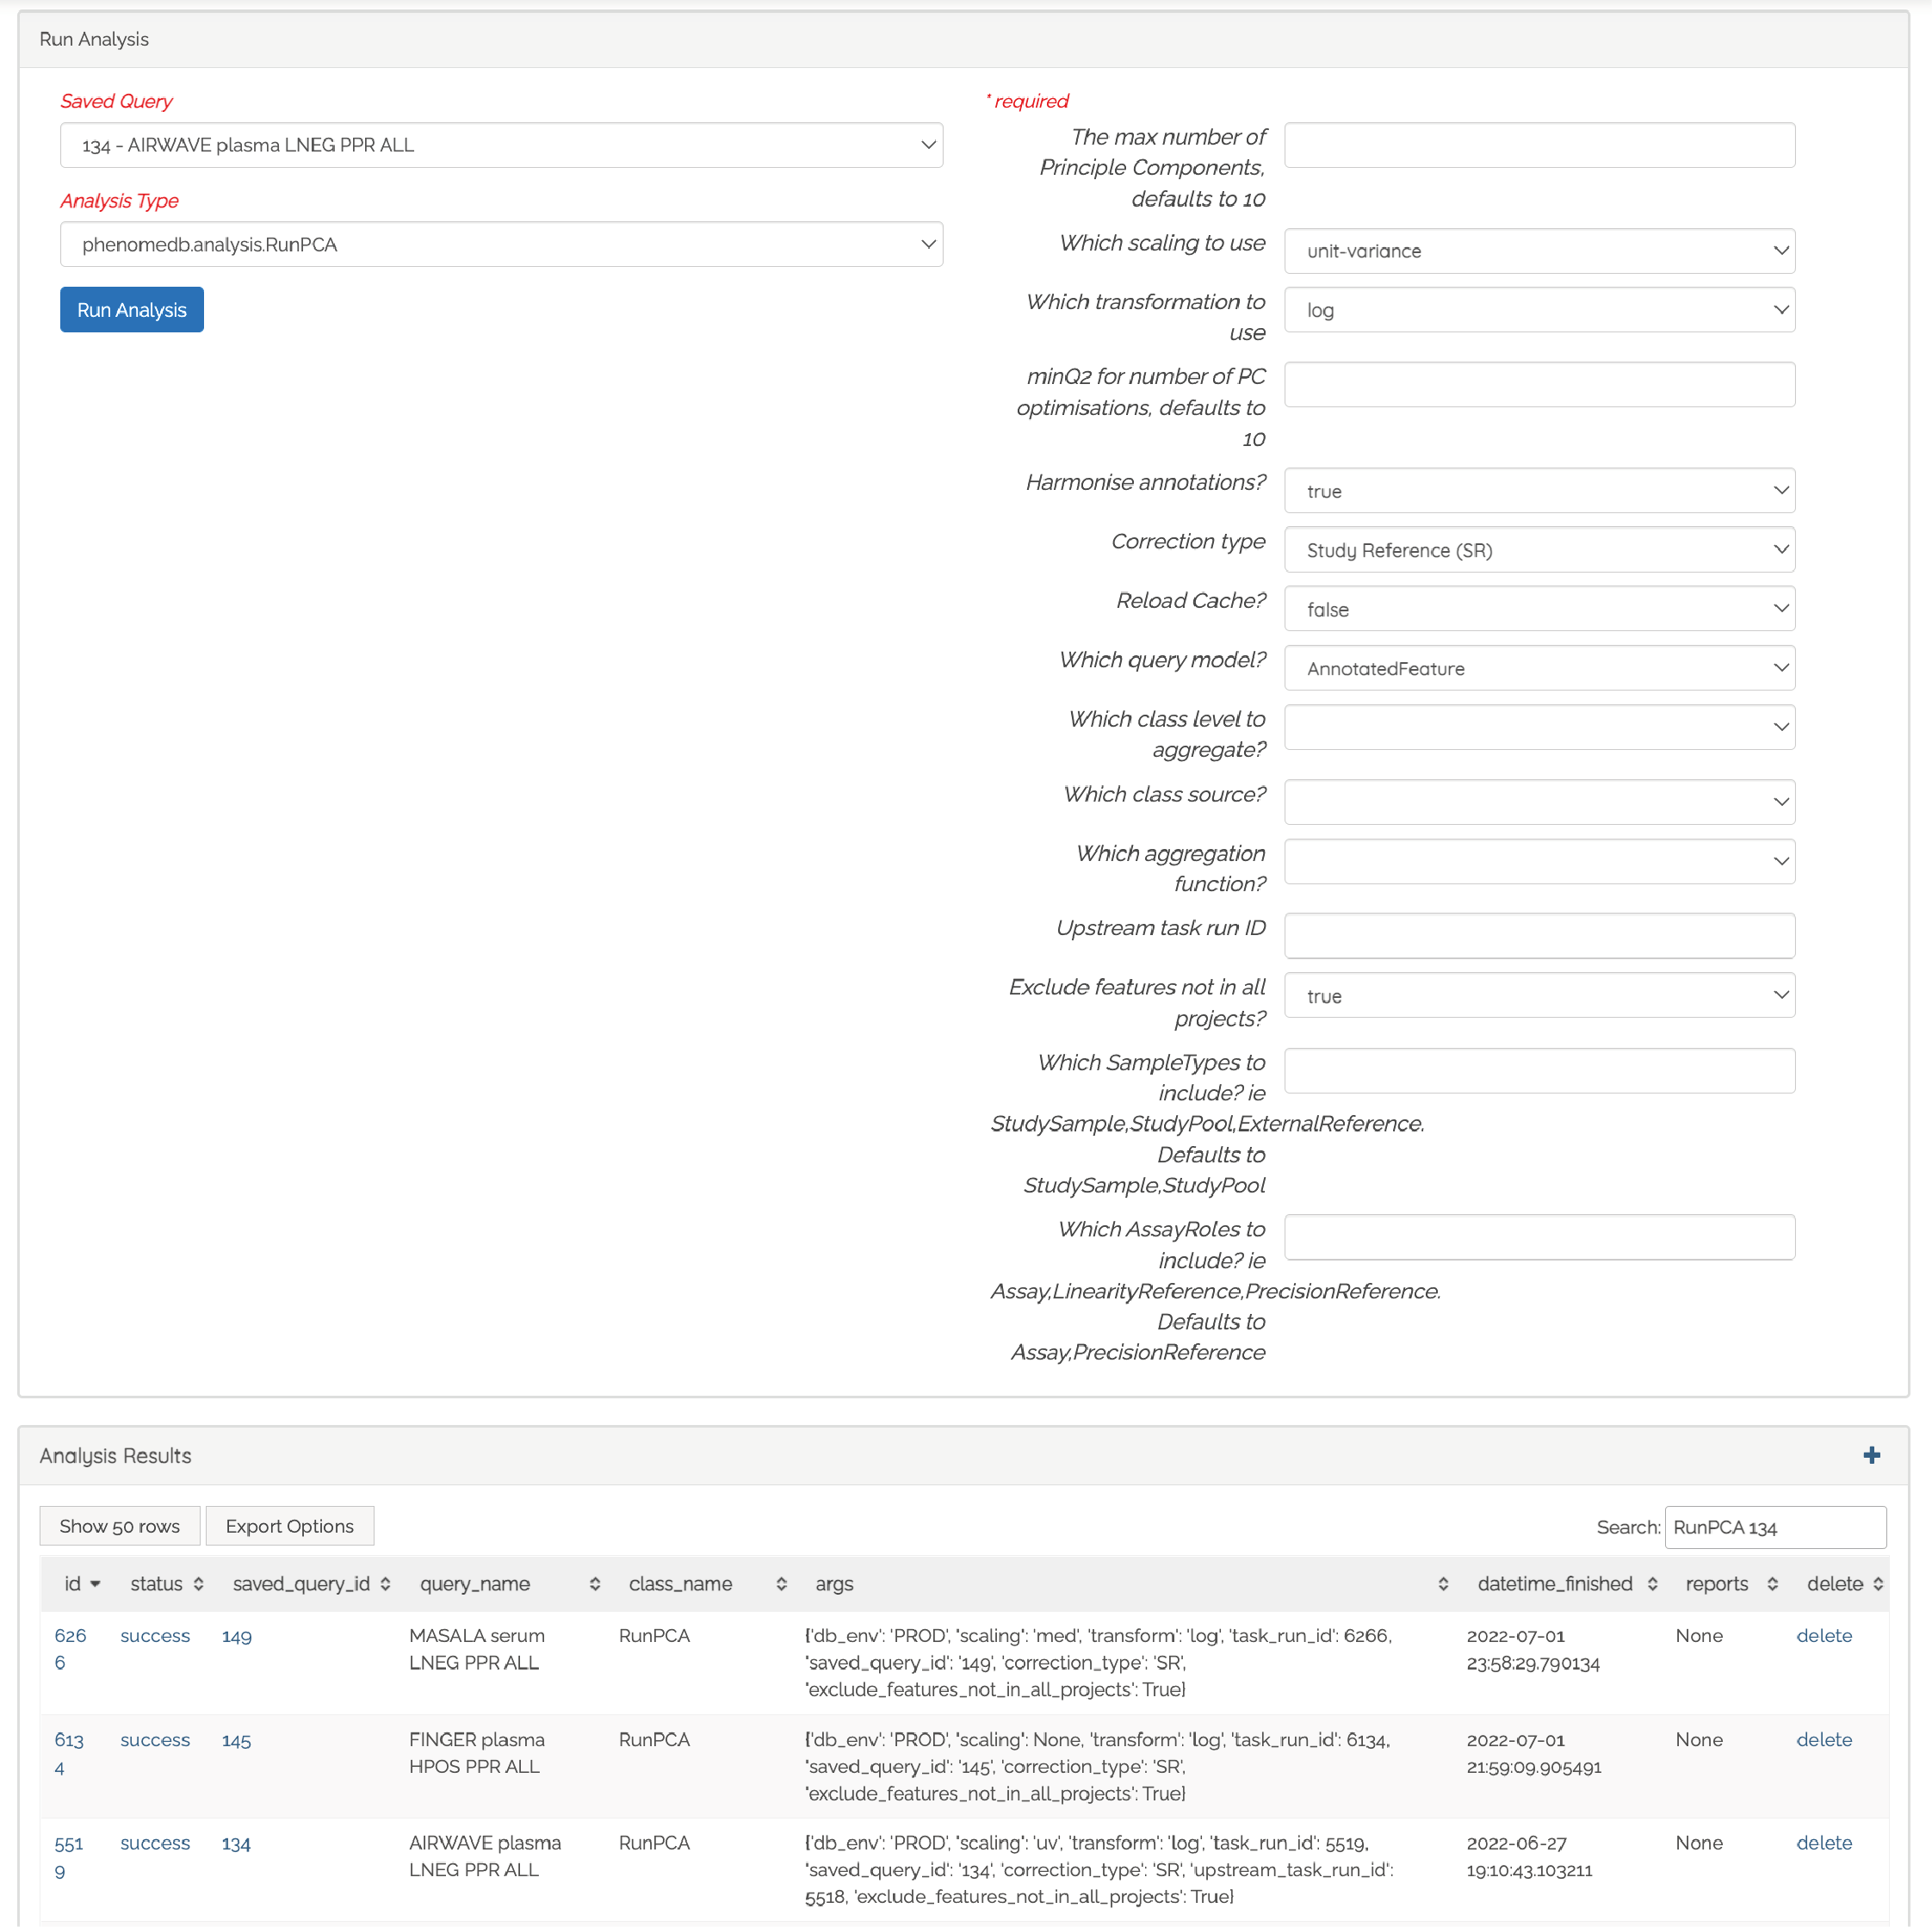 Run Analysis
Saved Query
134 - AIRWAVE plasma LNEG PPR ALL
Analysis Type
phenomedb.analysis.RunPCA
Run Analysis
* required
The max number of
Principle Components,
defaults to 10
Which scaling to use
unit-variance
Which transformation to
use
log
minQ2 for number of PC
optimisations, defaults to
10
Harmonise annotations?
true
Correction type
Study Reference (SR)
Reload Cache?
false
Which query model?
AnnotatedFeature
Which class level to
aggregate?
Which class source?
Which aggregation
function?
Upstream task run ID
Exclude features not in all
projects?
true
Which SampleTypes to
include? ie
StudySample,StudyPool,ExternalReference.
Defaults to
StudySample,StudyPool
Which AssayRoles to
include? ie
Assay,LinearityReference,PrecisionReference.
Defaults to
Assay,PrecisionReference
Analysis Results
Show 50 rows Export Options Search: RunPCA 134
id status saved_query_id query_name class_name args datetime_finished reports delete
626 success 149 MASALA serum RunPCA {'db_env': 'PROD', 'scaling': 'med', 'transform': 'log', 'task_run_id': 6266, 2022-07-01 None delete
6 LNEG PPR ALL 'saved_query_id': '149', 'correction_type': 'SR', 23:58:29.790134
'exclude_features_not_in_all_projects': True}
613 success 145 FINGER plasma RunPCA {'db_env': 'PROD', 'scaling': None, 'transform': 'log', 'task_run_id': 6134, 2022-07-01 None delete
4 HPOS PPR ALL 'saved_query_id': '145', 'correction_type': 'SR', 21:59:09.905491
'exclude_features_not_in_all_projects': True}
551 success 134 AIRWAVE plasma RunPCA {'db_env': 'PROD', 'scaling': 'uv', 'transform': 'log', 'task_run_id': 5519, 2022-06-27 None delete
9 LNEG PPR ALL 'saved_query_id': '134', 'correction_type': 'SR', 'upstream_task_run_id': 19:10:43.103211
5518, 'exclude_features_not_in_all_projects': True}